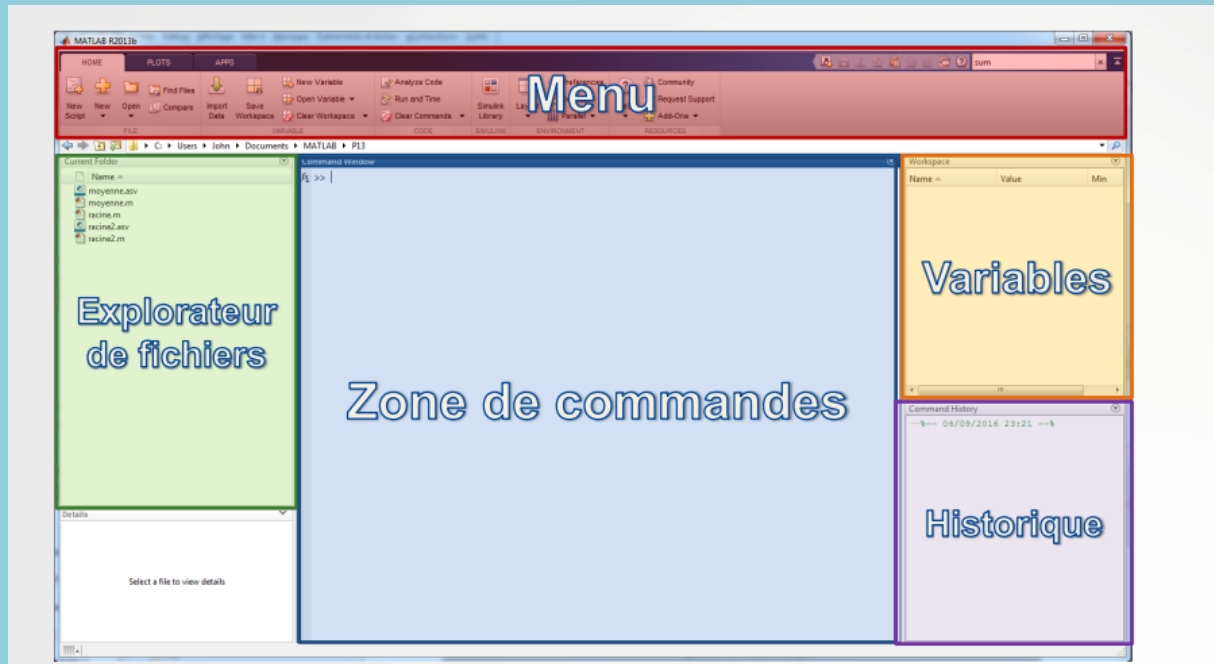 MATLAB R2013b
HOME PLOTS APPS
sum
New Script
New
Open
Find Files
Compare
Import Data
Save Workspace
New Variable
Open Variable
Clear Workspace
Analyze Code
Run and Time
Clear Commands
Simulink Library
Preferences
Parallel
Community
Request Support
Add-Ons
Menu
FILE VARIABLE CODE SIMULINK ENVIRONMENT RESOURCES
C: Users John Documents MATLAB P13
Current Folder
Name
moyenne.asv
moyenne.m
racine.m
racine2.asv
racine2.m
Explorateur
de fichiers
Details
Select a file to view details
Command Window
fx >>
Zone de commandes
Workspace
Name Value Min
Variables
Command History
%-- 04/09/2016 23:21 --%
Historique